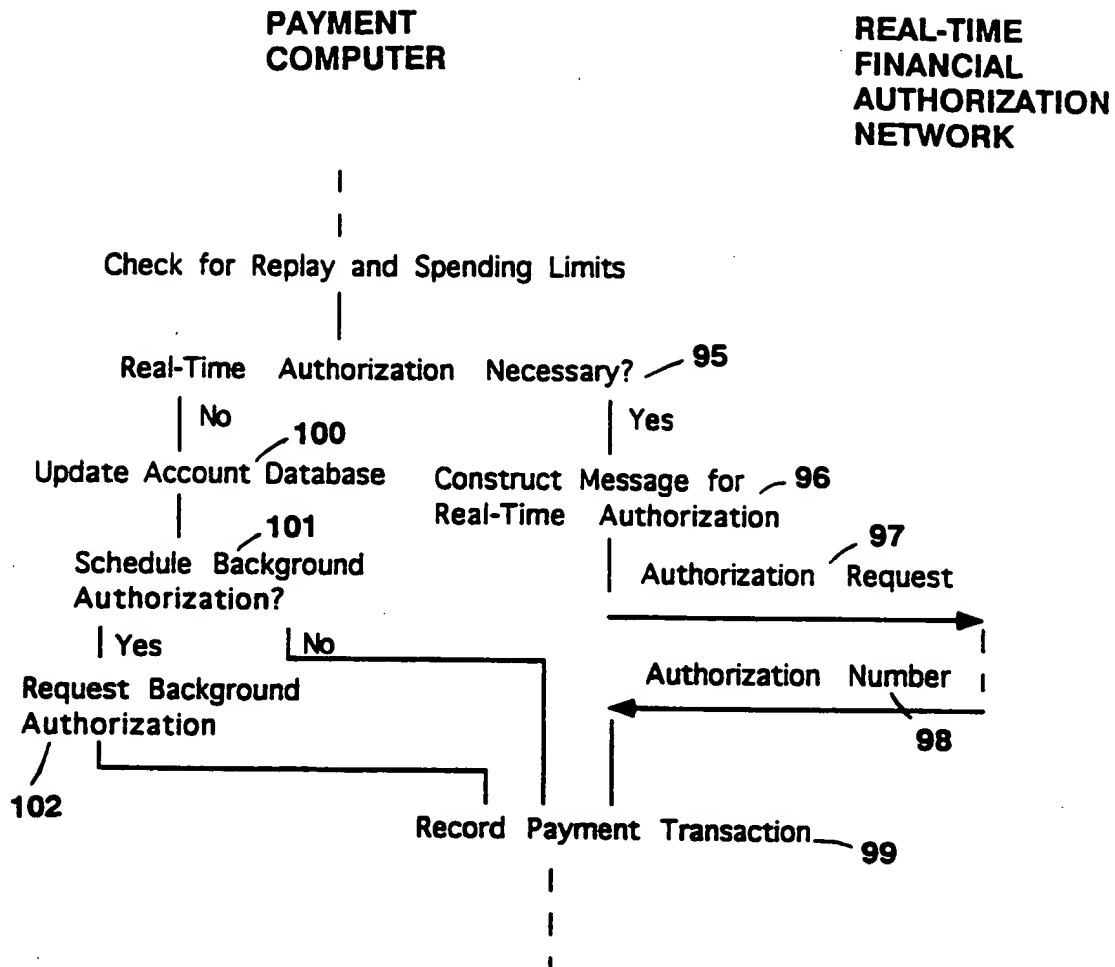 PAYMENT
COMPUTER
REAL-TIME
FINANCIAL
AUTHORIZATION
NETWORK
Check for Replay and Spending Limits
Real-Time Authorization Necessary?
95
No
Yes
100
Update Account Database
Construct Message for
Real-Time Authorization
96
101
Schedule Background
Authorization?
97
Authorization Request
Yes
No
Authorization Number
98
Request Background
Authorization
102
Record Payment Transaction
99